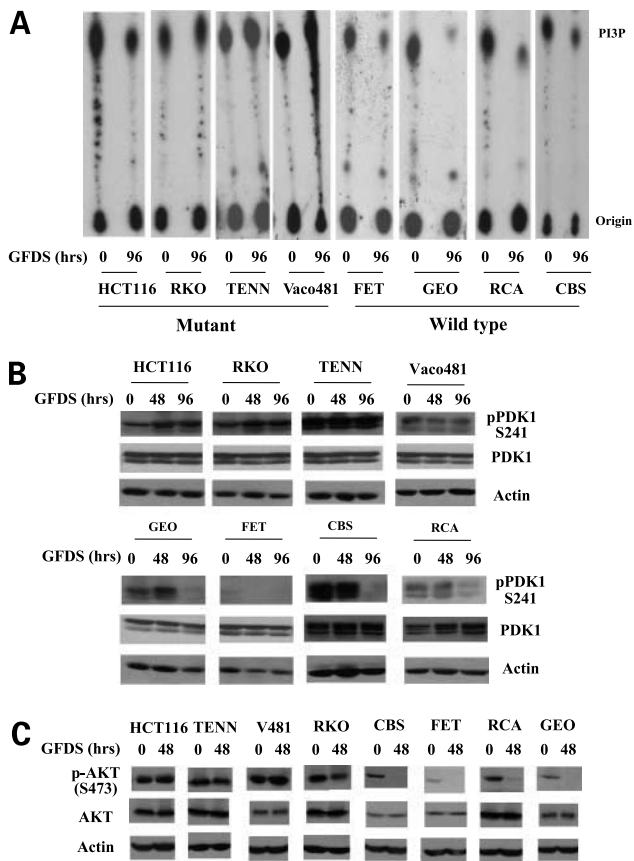 A
PI3P
Origin
GFDS (hrs) 0 96 0 96 0 96 0 96 0 96 0 96 0 96 0 96
HCT116 RKO TENN Vaco481 FET GEO RCA CBS
Mutant Wild type
B
HCT116 RKO TENN Vaco481
GFDS (hrs) 0 48 96 0 48 96 0 48 96 0 48 96
pPDK1
S241
PDK1
Actin
GEO FET CBS RCA
GFDS (hrs) 0 48 96 0 48 96 0 48 96 0 48 96
pPDK1
S241
PDK1
Actin
C
HCT116 TENN V481 RKO CBS FET RCA GEO
GFDS (hrs) 0 48 0 48 0 48 0 48 0 48 0 48 0 48 0 48
p-AKT
(S473)
AKT
Actin